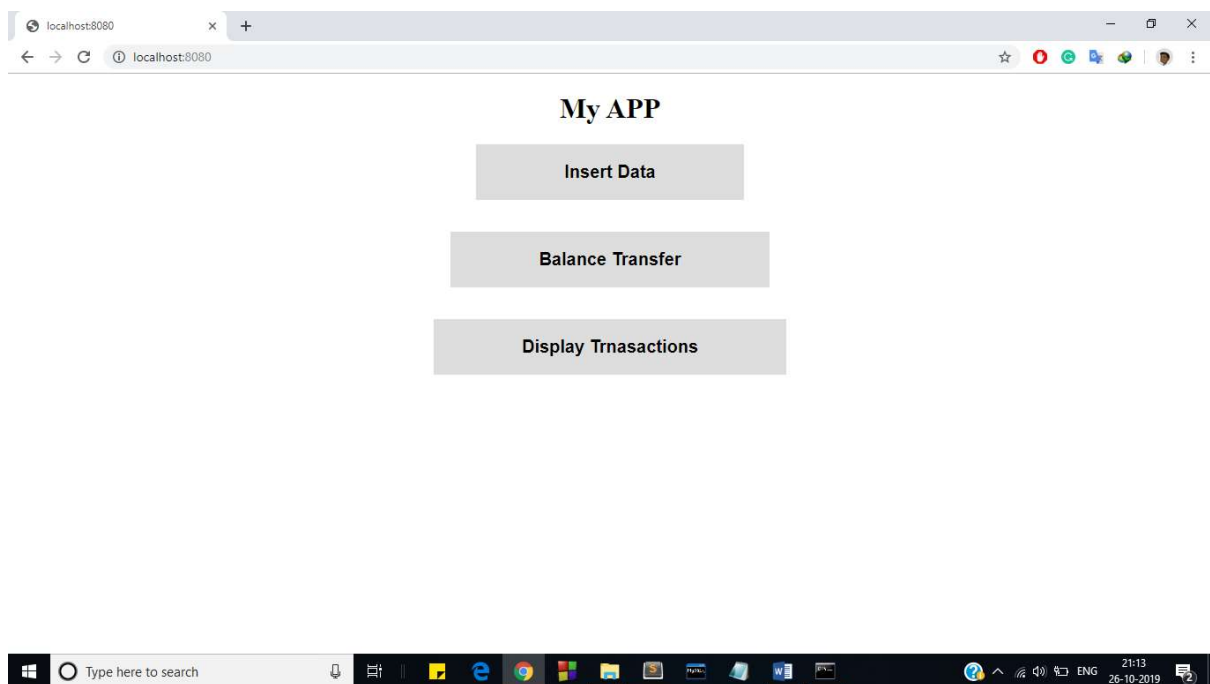 localhost:8080
localhost:8080
My APP
Insert Data
Balance Transfer
Display Trnasactions
Type here to search
ENG
21:13
26-10-2019
2